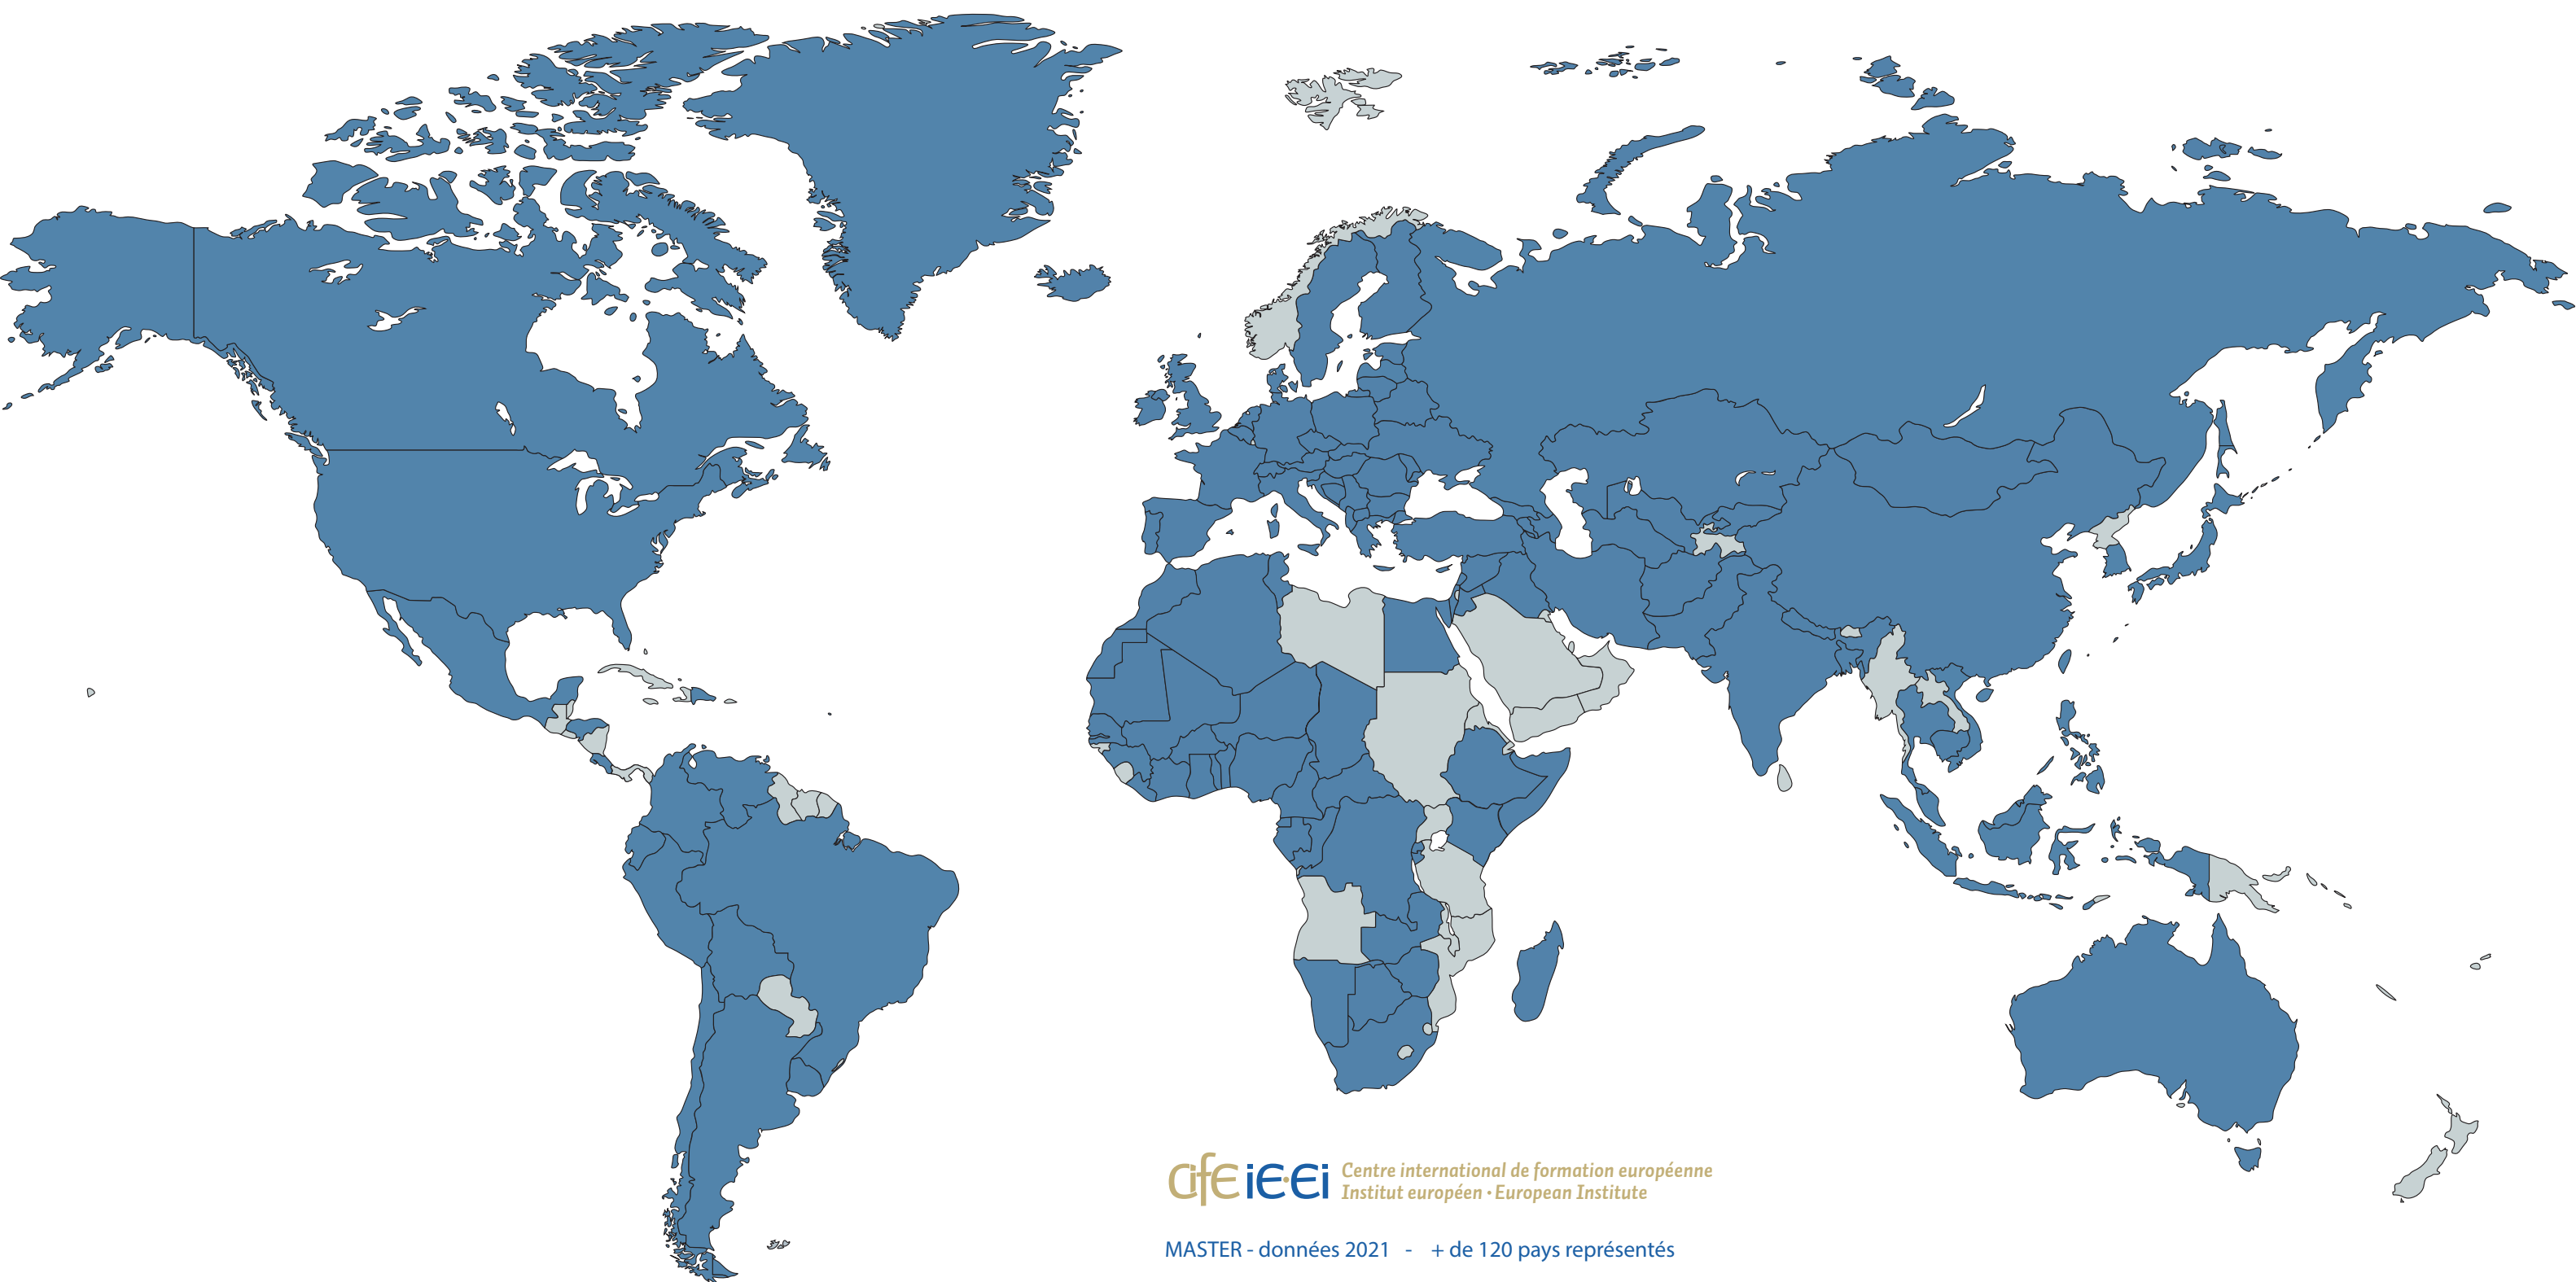 cifE iE·Ei Centre international de formation européenne
Institut européen · European Institute
MASTER - données 2021 - + de 120 pays représentés